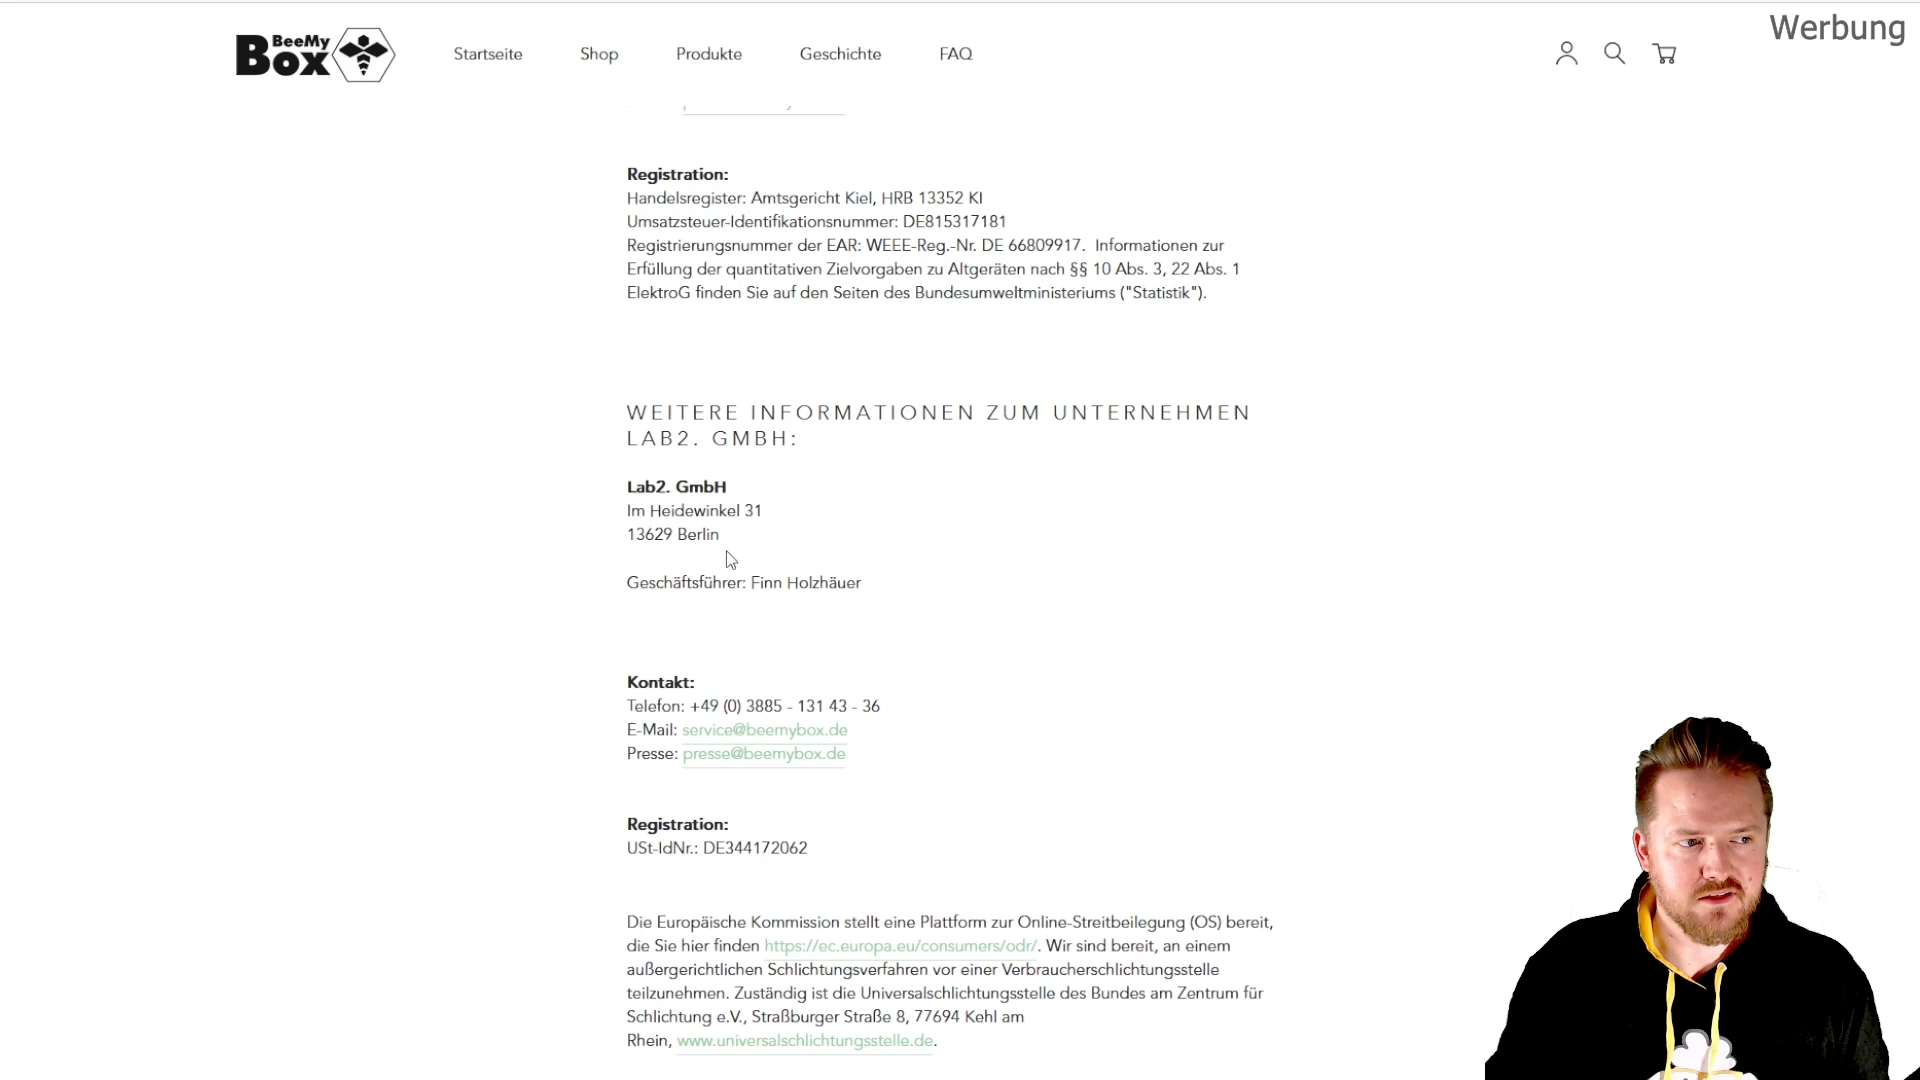 Werbung
BeeMy
Box
Startseite
Shop
Produkte
Geschichte
FAQ
Registration:
Handelsregister: Amtsgericht Kiel, HRB 13352 KI
Umsatzsteuer-Identifikationsnummer: DE815317181
Registrierungsnummer der EAR: WEEE-Reg.-Nr. DE 66809917.  Informationen zur
Erfüllung der quantitativen Zielvorgaben zu Altgeräten nach §§ 10 Abs. 3, 22 Abs. 1
ElektroG finden Sie auf den Seiten des Bundesumweltministeriums ("Statistik").
WEITERE INFORMATIONEN ZUM UNTERNEHMEN
LAB2. GMBH:
Lab2. GmbH
Im Heidewinkel 31
13629 Berlin
Geschäftsführer: Finn Holzhäuer
Kontakt:
Telefon: +49 (0) 3885 - 131 43 - 36
E-Mail: service@beemybox.de
Presse: presse@beemybox.de
Registration:
USt-IdNr.: DE344172062
Die Europäische Kommission stellt eine Plattform zur Online-Streitbeilegung (OS) bereit,
die Sie hier finden https://ec.europa.eu/consumers/odr/. Wir sind bereit, an einem
außergerichtlichen Schlichtungsverfahren vor einer Verbraucherschlichtungsstelle
teilzunehmen. Zuständig ist die Universalschlichtungsstelle des Bundes am Zentrum für
Schlichtung e.V., Straßburger Straße 8, 77694 Kehl am
Rhein, www.universalschlichtungsstelle.de.